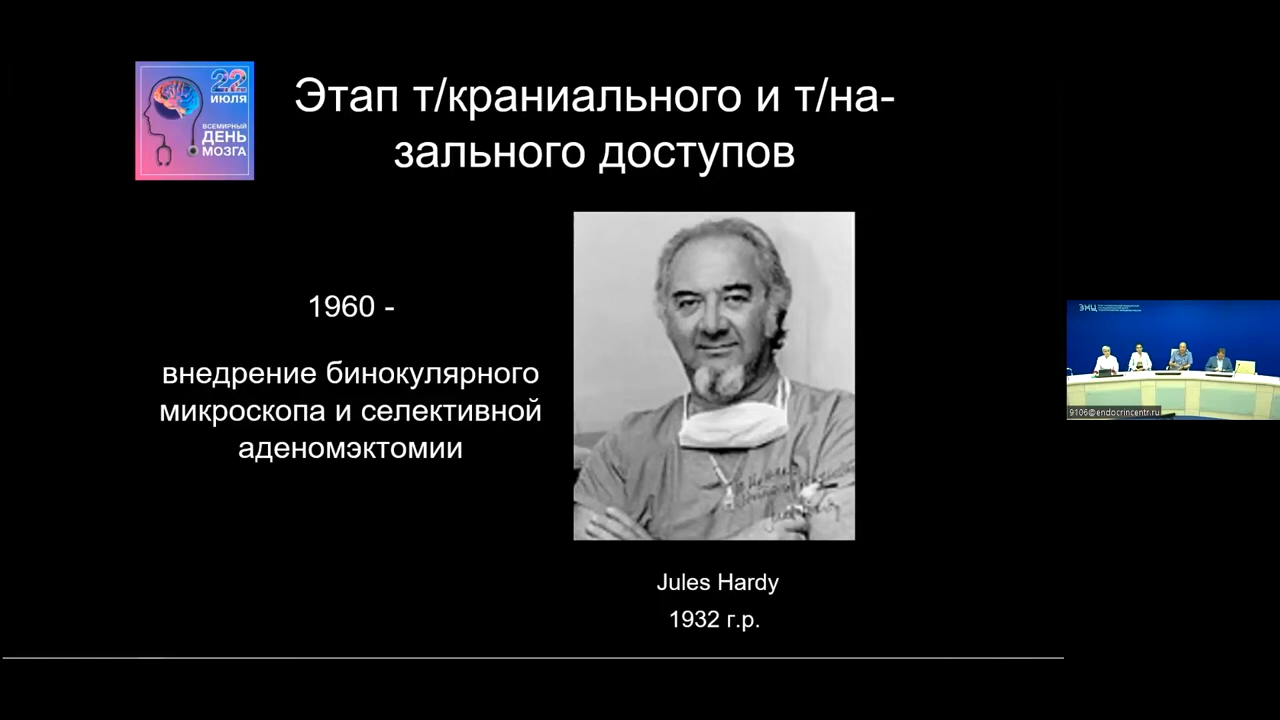 22
ИЮЛЯ
ВСЕМИРНЫЙ
ДЕНЬ
МОЗГА
Этап т/краниального и т/на-
зального доступов
1960 -
внедрение бинокулярного
микроскопа и селективной
аденомэктомии
Jules Hardy
1932 г.р.
ЭНЦ
9106@endocrincentr.ru